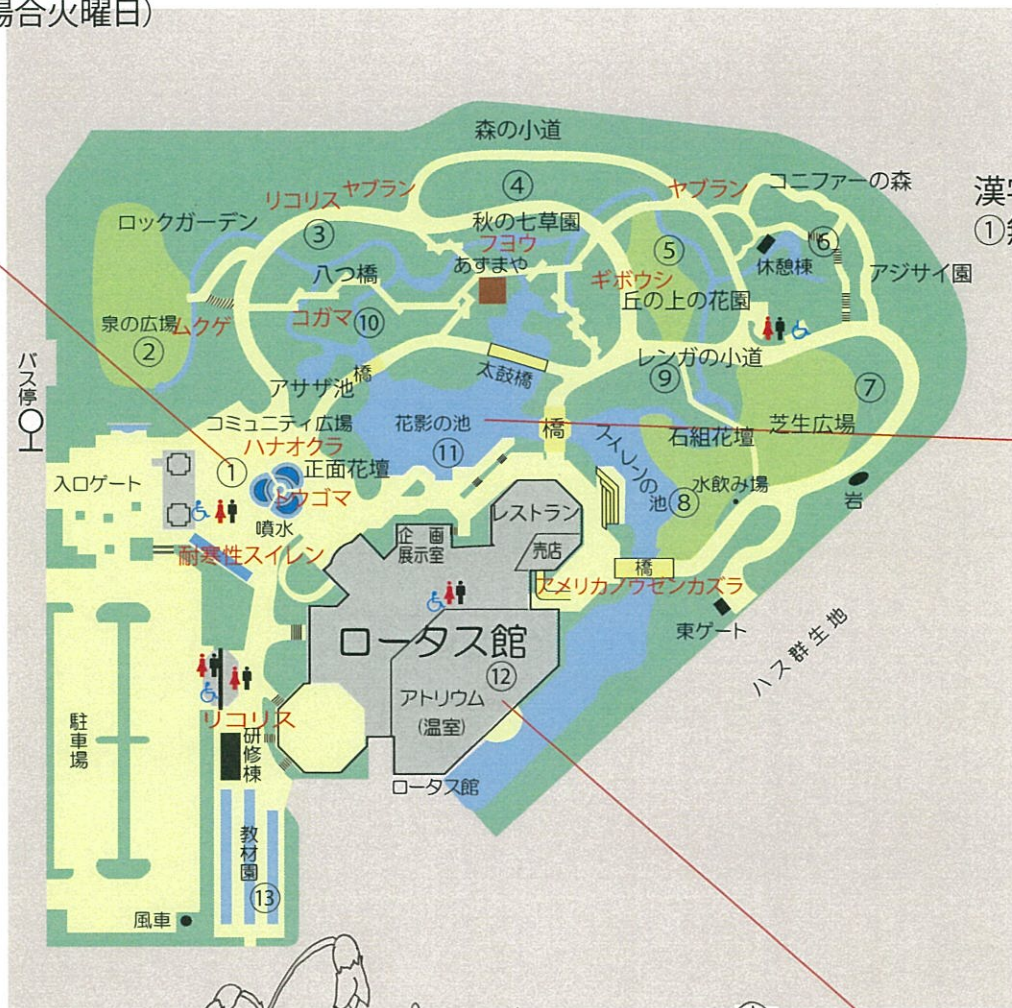 場合火曜日)
森の小道
④
コニファーの森
リコリス
ヤブラン
ヤブラン
漢字
ロックガーデン
③
秋の七草園
フヨウ
⑤
⑥
①
八つ橋
あずまや
休憩棟
アジサイ園
ギボウシ
丘の上の花園
泉の広場
ムクゲ
コガマ
⑩
②
バス停
橋
太鼓橋
レンガの小道
⑨
⑦
アサザ池
コミュニティ広場
花影の池
橋
スイレンの池
石組花壇
芝生広場
ハナオクラ
①
正面花壇
⑪
入口ゲート
トウゴマ
噴水
レストラン
⑧
水飲み場
岩
企画
展示室
売店
耐寒性スイレン
橋
アメリカノウゼンカズラ
東ゲート
ハス群生地
ロータス館
⑫
アトリウム
(温室)
リコリス
駐車場
研修棟
ロータス館
教材園
⑬
風車